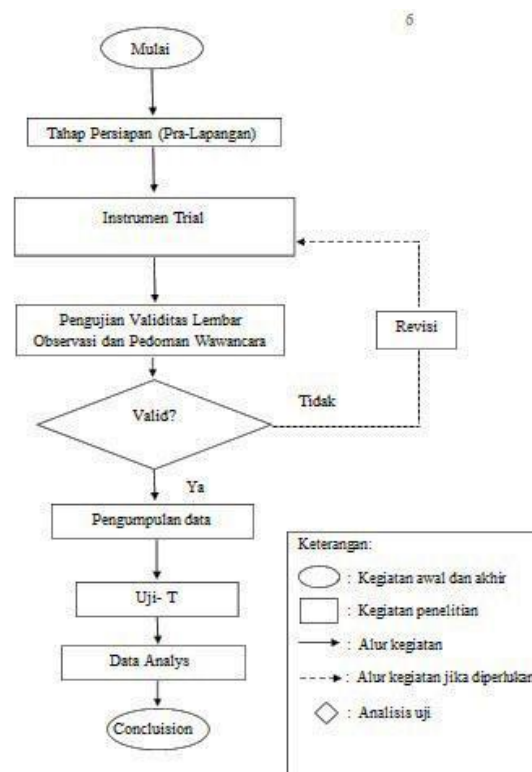 6
Mulai
Tahap Persiapan (Pra-Lapangan)
Instrumen Trial
Pengujian Validitas Lembar
Observasi dan Pedoman Wawancara
Revisi
Valid?
Tidak
Ya
Pengumpulan data
Uji- T
Data Analys
Concluision
Keterangan:
: Kegiatan awal dan akhir
: Kegiatan penelitian
: Alur kegiatan
: Alur kegiatan jika diperlukan
: Analisis uji